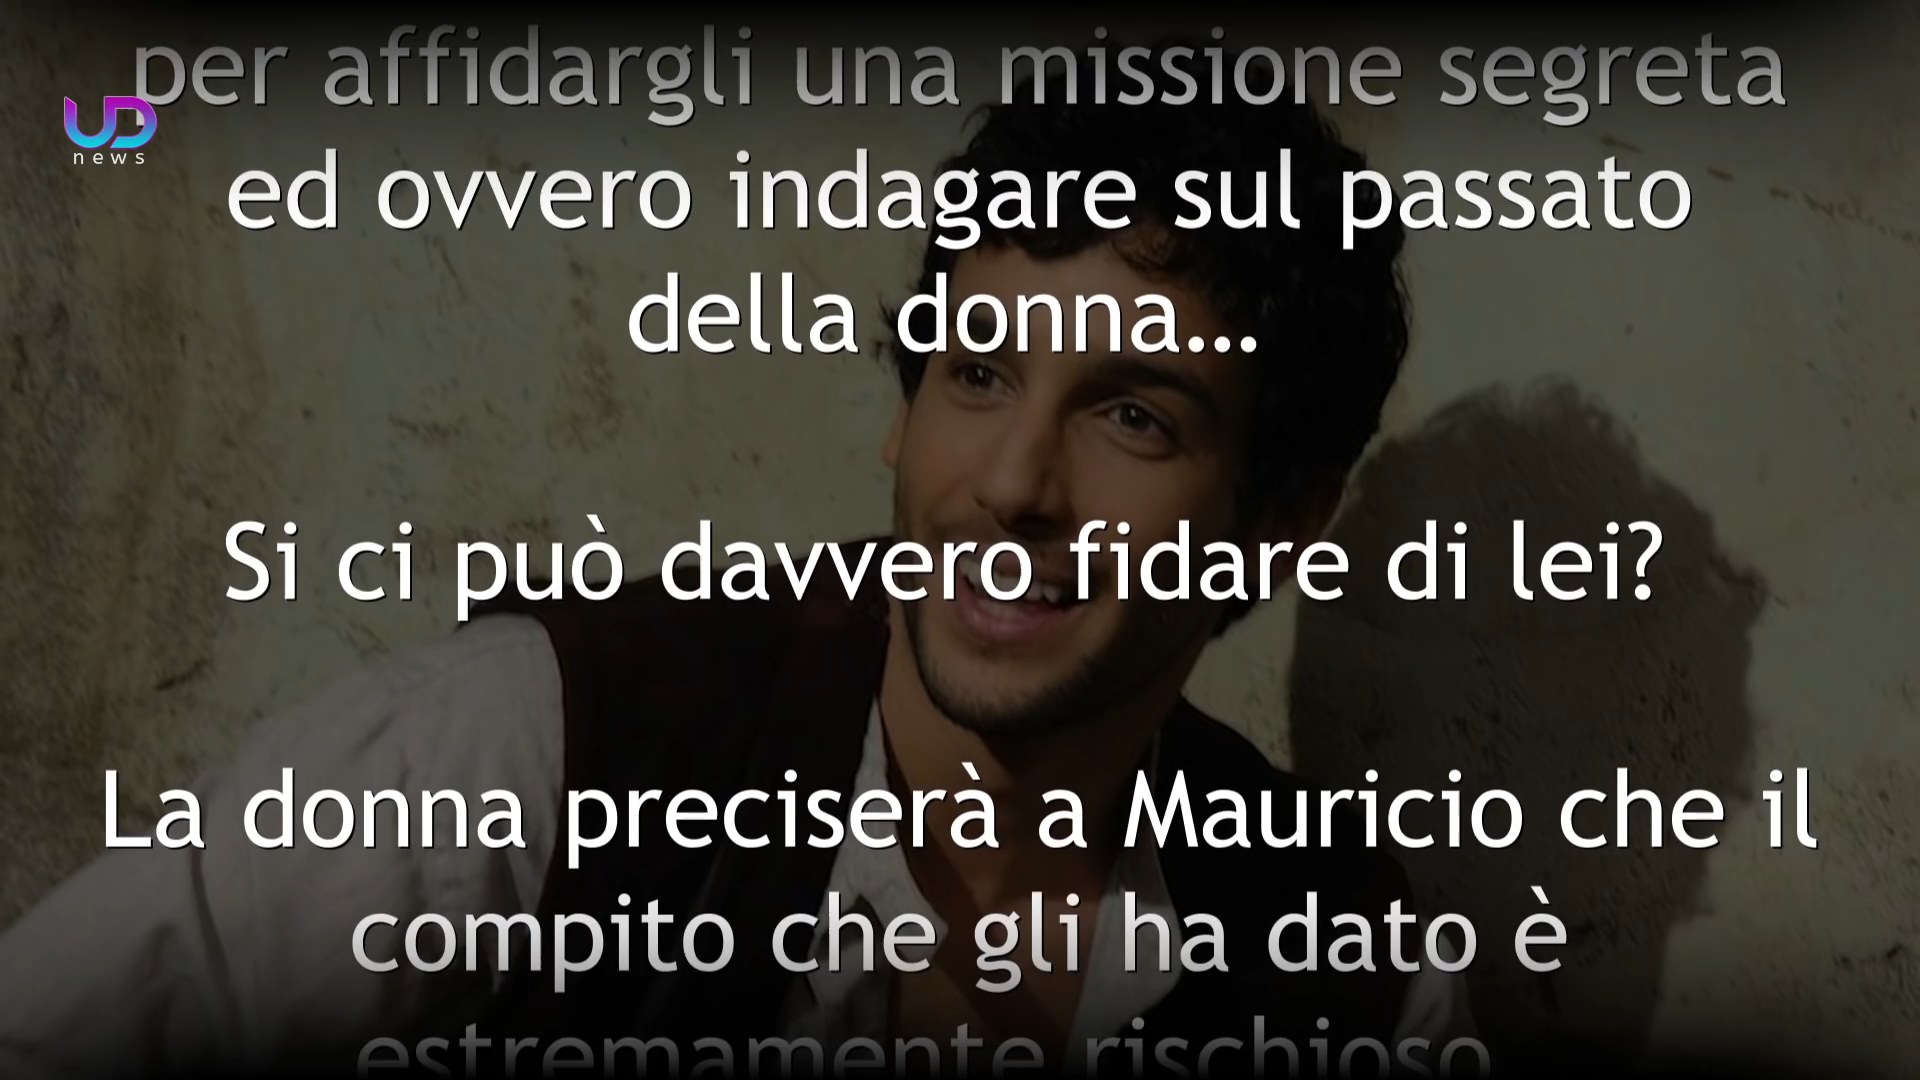 per affidargli una missione segreta
UD
news
ed ovvero indagare sul passato
della donna...
Si ci può davvero fidare di lei?
La donna preciserà a Mauricio che il
compito che gli ha dato è
estremamente rischioso